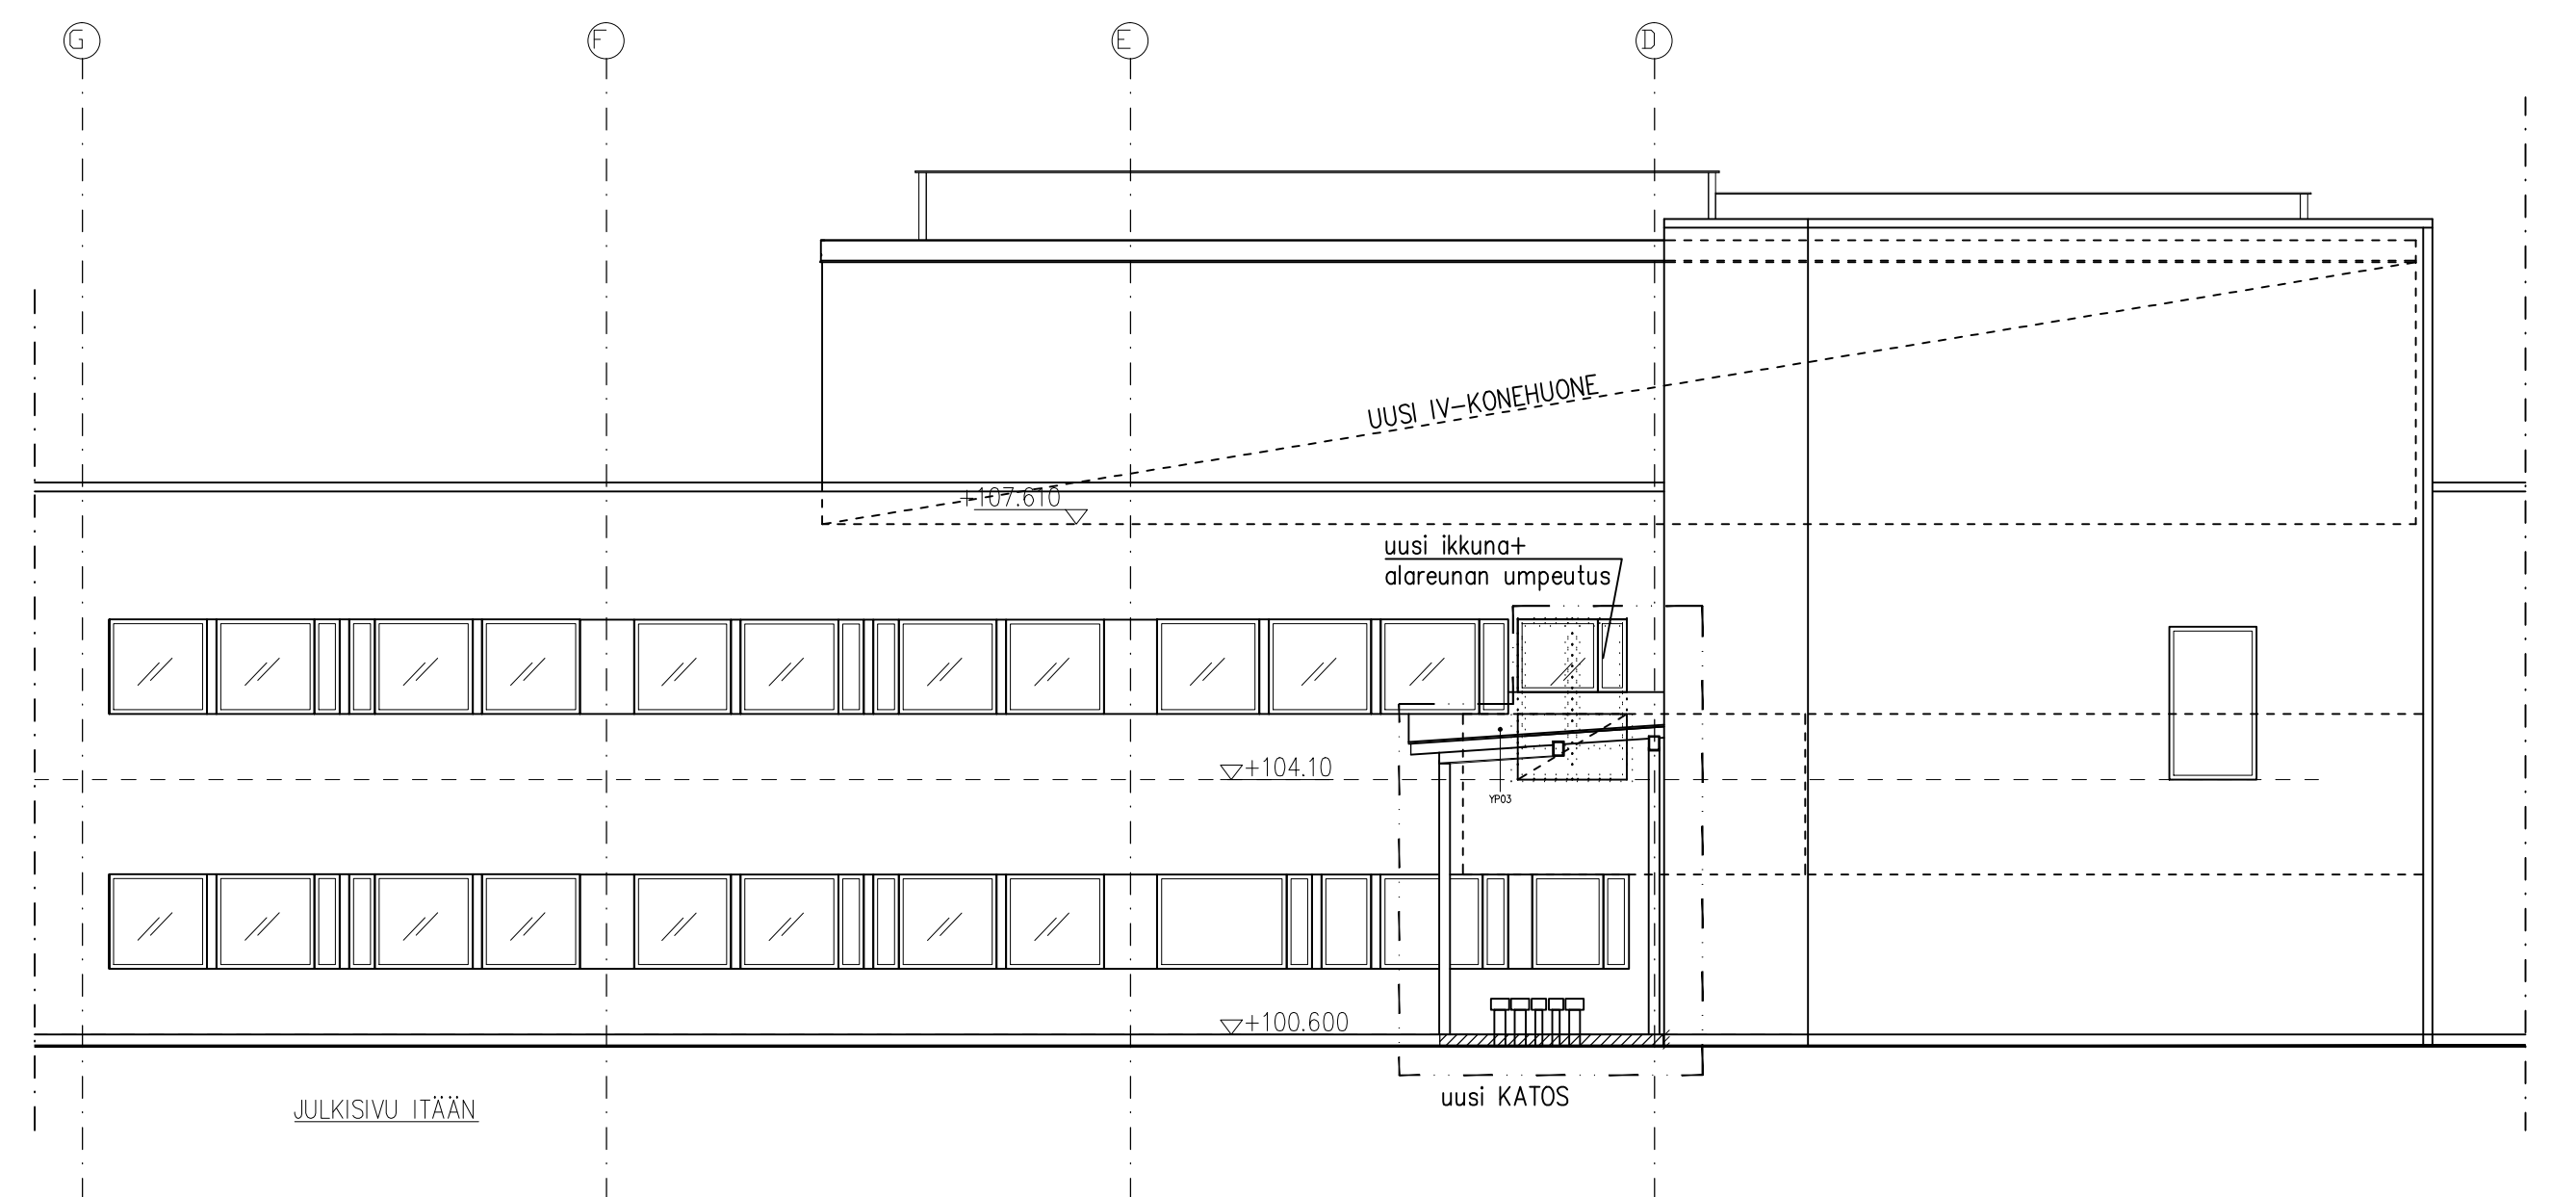 G
F
E
D
UUSI IV-KONEHUONE
+107.610
uusi ikkuna+
alareunan umpeutus
+104.10
YP03
+100.600
uusi KATOS
JULKISIVU ITÄÄN